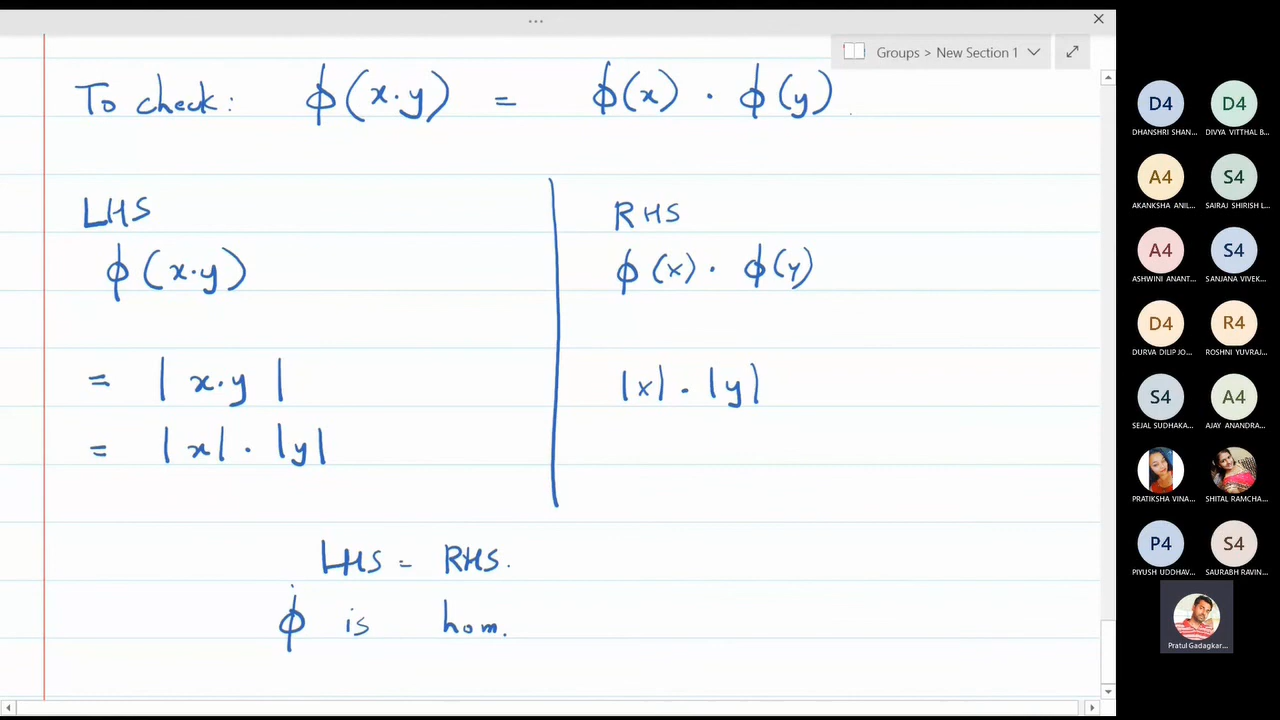 Groups > New Section 1
To check: ϕ(x·y) = ϕ(x) · ϕ(y)
LHS
ϕ(x·y)
= |x·y|
= |x|·|y|
RHS
ϕ(x)· ϕ(y)
|x|·|y|
LHS = RHS.
ϕ is hom.
D4
DHANSHRI SHAN...
D4
DIVYA VITTHAL B...
A4
AKANKSHA ANIL...
S4
SAIRAJ SHIRISH L...
A4
ASHWINI ANANT...
S4
SANJANA VIVEK...
D4
DURVA DILIP JO...
R4
ROSHNI YUVRAJ...
S4
SEJAL SUDHAKA...
A4
AJAY ANANDRA...
PRATIKSHA VINA...
SHITAL RAMCHA...
P4
PIYUSH UDDHAV...
S4
SAURABH RAVIN...
Pratul Gadagkar...